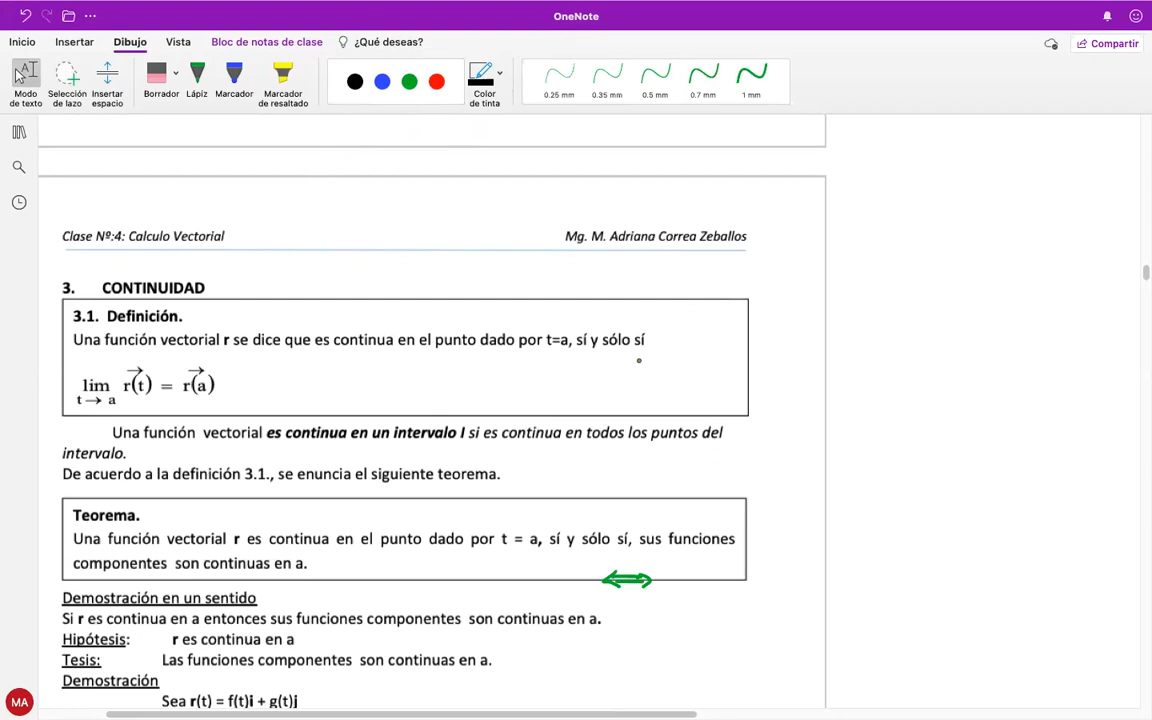 OneNote
Inicio Insertar Dibujo Vista Bloc de notas de clase ¿Qué deseas? Compartir
Modo de texto
Selección de lazo
Insertar espacio
Borrador
Lápiz
Marcador
Marcador de resaltado
Color de tinta
0.25 mm 0.35 mm 0.5 mm 0.7 mm 1 mm
Clase Nº:4: Calculo Vectorial Mg. M. Adriana Correa Zeballos
3. CONTINUIDAD
3.1. Definición.
Una función vectorial r se dice que es continua en el punto dado por t=a, sí y sólo sí
lim r(t) = r(a)
t → a
Una función vectorial es continua en un intervalo I si es continua en todos los puntos del
intervalo.
De acuerdo a la definición 3.1., se enuncia el siguiente teorema.
Teorema.
Una función vectorial r es continua en el punto dado por t = a, sí y sólo sí, sus funciones
componentes son continuas en a.
Demostración en un sentido
Si r es continua en a entonces sus funciones componentes son continuas en a.
Hipótesis: r es continua en a
Tesis: Las funciones componentes son continuas en a.
Demostración
Sea r(t) = f(t)i + g(t)j
MA